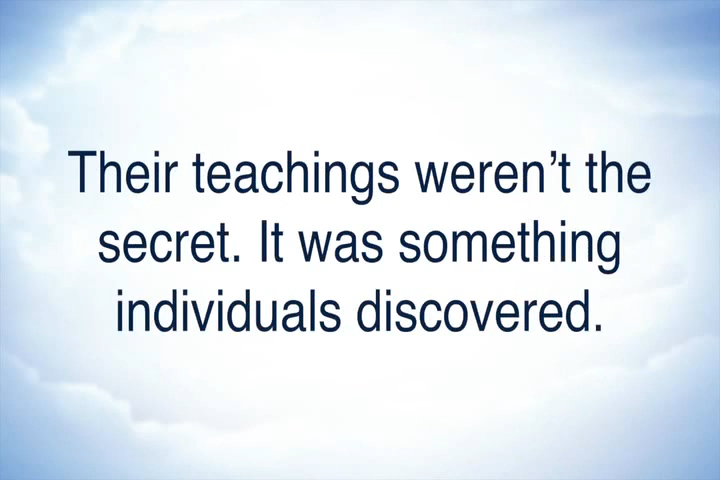 Their teachings weren’t the
secret. It was something
individuals discovered.